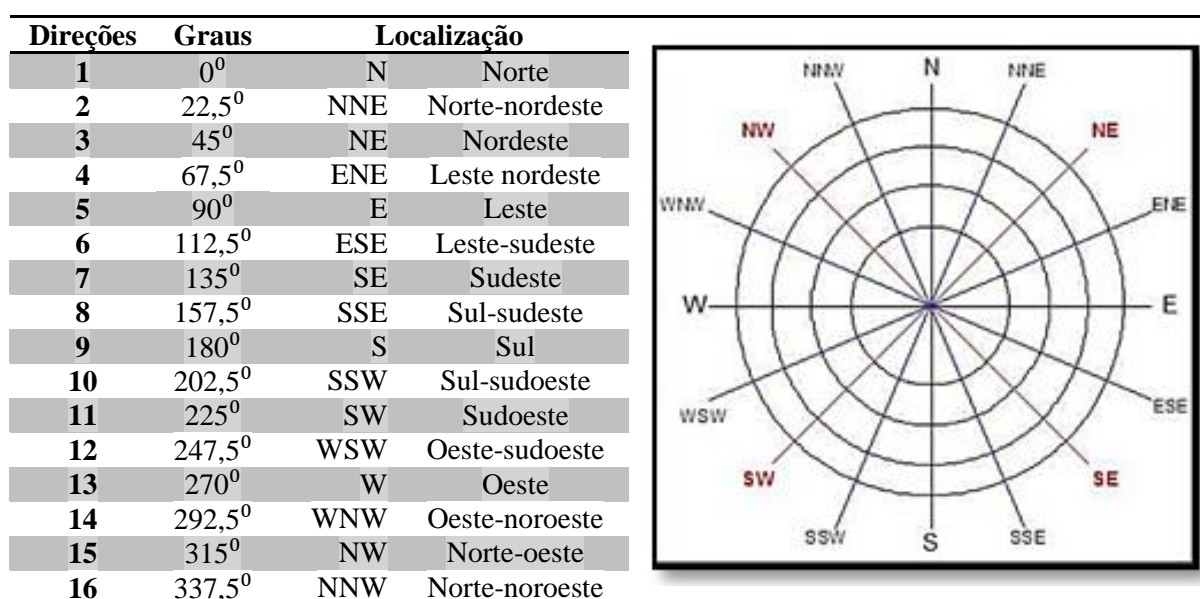 Direções Graus Localização
1 0⁰ N Norte
2 22,5⁰ NNE Norte-nordeste
3 45⁰ NE Nordeste
4 67,5⁰ ENE Leste nordeste
5 90⁰ E Leste
6 112,5⁰ ESE Leste-sudeste
7 135⁰ SE Sudeste
8 157,5⁰ SSE Sul-sudeste
9 180⁰ S Sul
10 202,5⁰ SSW Sul-sudoeste
11 225⁰ SW Sudoeste
12 247,5⁰ WSW Oeste-sudoeste
13 270⁰ W Oeste
14 292,5⁰ WNW Oeste-noroeste
15 315⁰ NW Norte-oeste
16 337,5⁰ NNW Norte-noroeste
NNW N NNE
NW NE
WNW ENE
W E
WSW ESE
SW SE
SSW S SSE